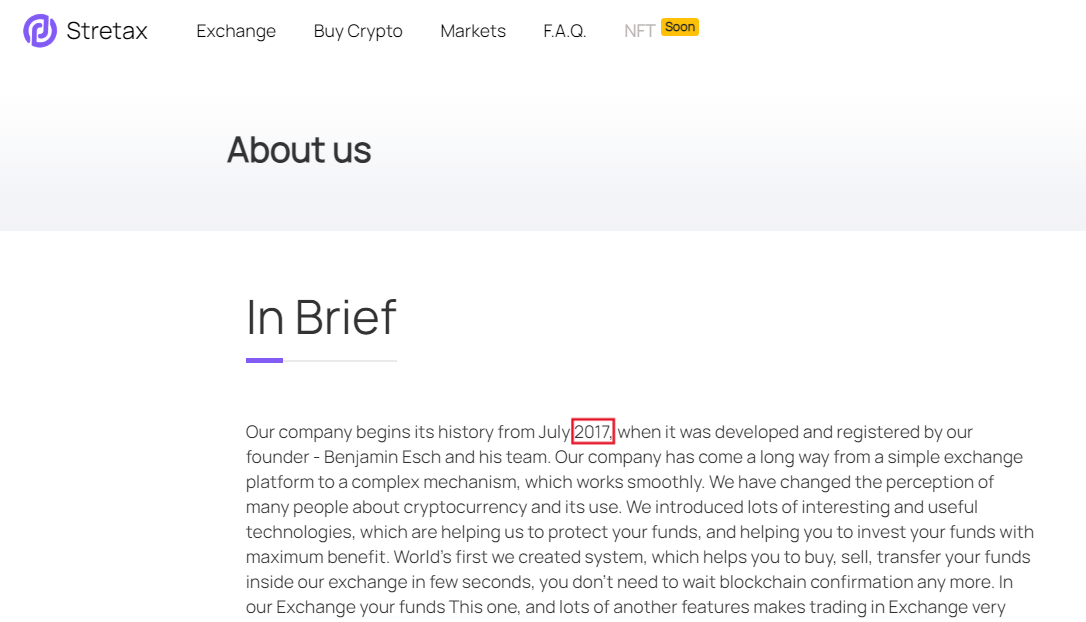 Stretax Exchange Buy Crypto Markets F.A.Q. NFT Soon
About us
In Brief
Our company begins its history from July 2017, when it was developed and registered by our
founder - Benjamin Esch and his team. Our company has come a long way from a simple exchange
platform to a complex mechanism, which works smoothly. We have changed the perception of
many people about cryptocurrency and its use. We introduced lots of interesting and useful
technologies, which are helping us to protect your funds, and helping you to invest your funds with
maximum benefit. World's first we created system, which helps you to buy, sell, transfer your funds
inside our exchange in few seconds, you don't need to wait blockchain confirmation any more. In
our Exchange your funds This one, and lots of another features makes trading in Exchange very